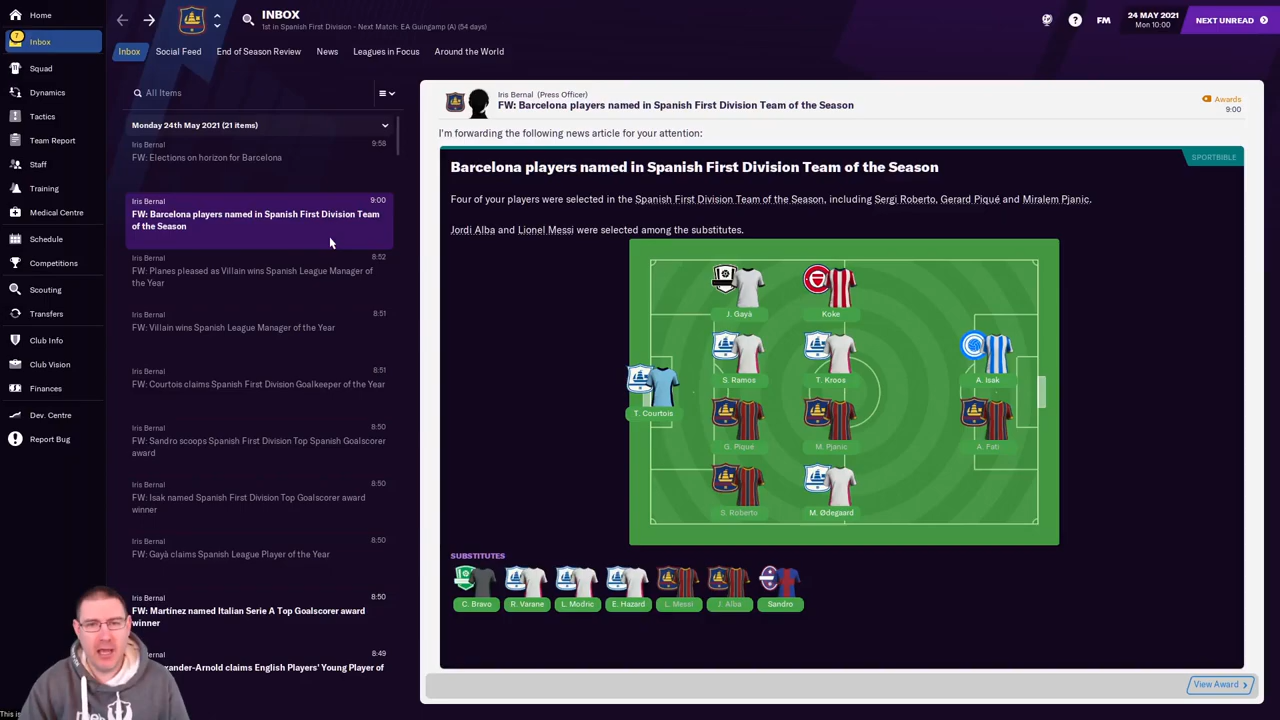 Home
Inbox
7
Squad
Dynamics
Tactics
Team Report
Staff
Training
Medical Centre
Schedule
Competitions
Scouting
Transfers
Club Info
Club Vision
Finances
Dev. Centre
Report Bug
This is
INBOX
1st in Spanish First Division - Next Match: EA Guingamp (A) (54 days)
FM
24 MAY 2021
Mon 10:00
NEXT UNREAD
Inbox
Social Feed
End of Season Review
News
Leagues in Focus
Around the World
All Items
Monday 24th May 2021 (21 items)
Iris Bernal
9:58
FW: Elections on horizon for Barcelona
Iris Bernal
9:00
FW: Barcelona players named in Spanish First Division Team
of the Season
Iris Bernal
8:52
FW: Planes pleased as Villain wins Spanish League Manager of
the Year
Iris Bernal
8:51
FW: Villain wins Spanish League Manager of the Year
Iris Bernal
8:51
FW: Courtois claims Spanish First Division Goalkeeper of the Year
Iris Bernal
8:50
FW: Sandro scoops Spanish First Division Top Spanish Goalscorer
award
Iris Bernal
8:50
FW: Isak named Spanish First Division Top Goalscorer award
winner
Iris Bernal
8:50
FW: Gayà claims Spanish League Player of the Year
Iris Bernal
8:50
FW: Martínez named Italian Serie A Top Goalscorer award
winner
Bernal
8:49
xander-Arnold claims English Players' Young Player of
Iris Bernal (Press Officer)
FW: Barcelona players named in Spanish First Division Team of the Season
Awards
9:00
I'm forwarding the following news article for your attention:
SPORTBIBLE
Barcelona players named in Spanish First Division Team of the Season
Four of your players were selected in the Spanish First Division Team of the Season, including Sergi Roberto, Gerard Piqué and Miralem Pjanic.
Jordi Alba and Lionel Messi were selected among the substitutes.
J. Gayà
Koke
S. Ramos
T. Kroos
A. Isak
T. Courtois
G. Piqué
M. Pjanic
A. Fati
S. Roberto
M. Ødegaard
SUBSTITUTES
C. Bravo
R. Varane
L. Modric
E. Hazard
L. Messi
J. Alba
Sandro
View Award